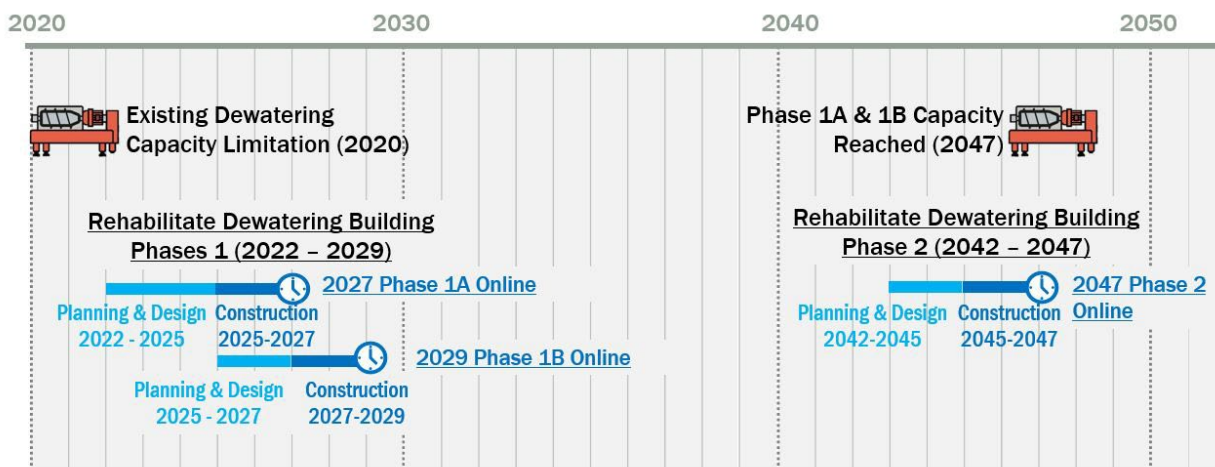 2020
2030
2040
2050
Existing Dewatering
Capacity Limitation (2020)
Phase 1A & 1B Capacity
Reached (2047)
Rehabilitate Dewatering Building
Phases 1 (2022 – 2029)
2027 Phase 1A Online
Planning & Design
2022 - 2025
Construction
2025-2027
2029 Phase 1B Online
Planning & Design
2025 - 2027
Construction
2027-2029
Rehabilitate Dewatering Building
Phase 2 (2042 – 2047)
2047 Phase 2
Online
Planning & Design
2042-2045
Construction
2045-2047